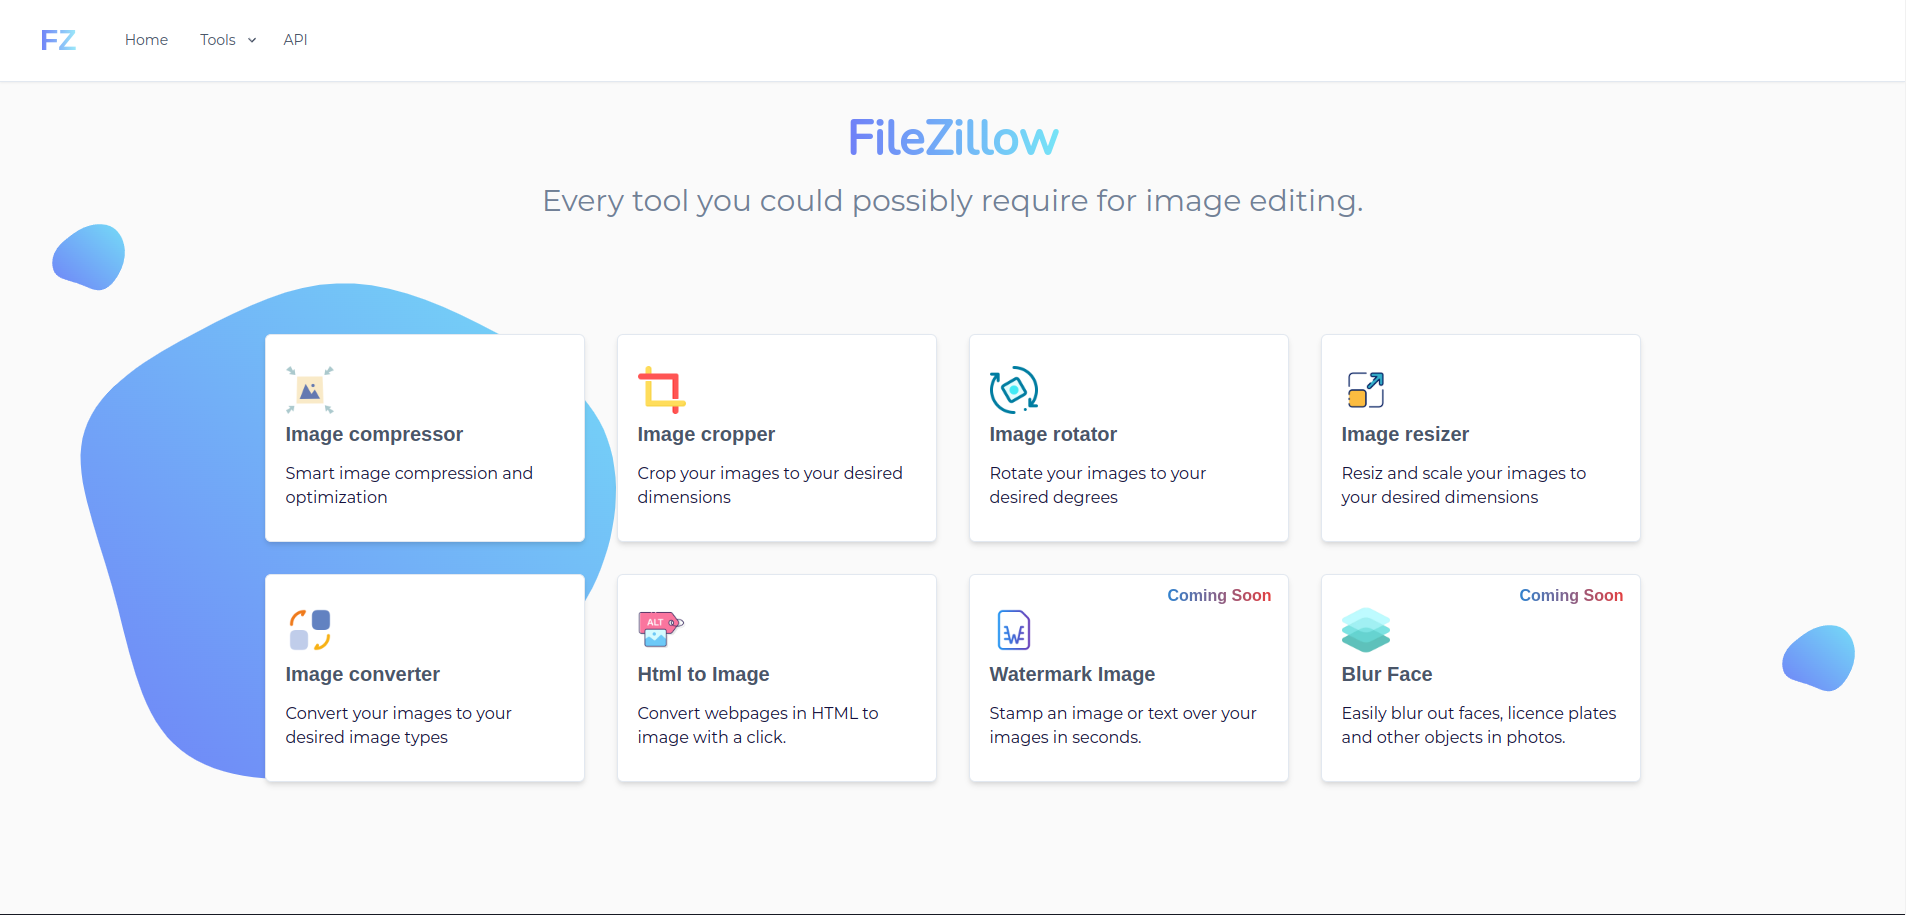 FZ
Home
Tools
API
FileZillow
Every tool you could possibly require for image editing.
Image compressor
Smart image compression and
optimization
Image cropper
Crop your images to your desired
dimensions
Image rotator
Rotate your images to your
desired degrees
Image resizer
Resiz and scale your images to
your desired dimensions
Image converter
Convert your images to your
desired image types
ALT
Html to Image
Convert webpages in HTML to
image with a click.
Coming Soon
W
Watermark Image
Stamp an image or text over your
images in seconds.
Coming Soon
Blur Face
Easily blur out faces, licence plates
and other objects in photos.